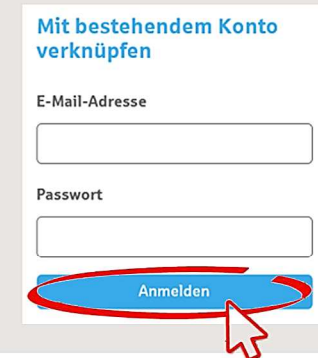 Mit bestehendem Konto
verknüpfen
E-Mail-Adresse
Passwort
Anmelden